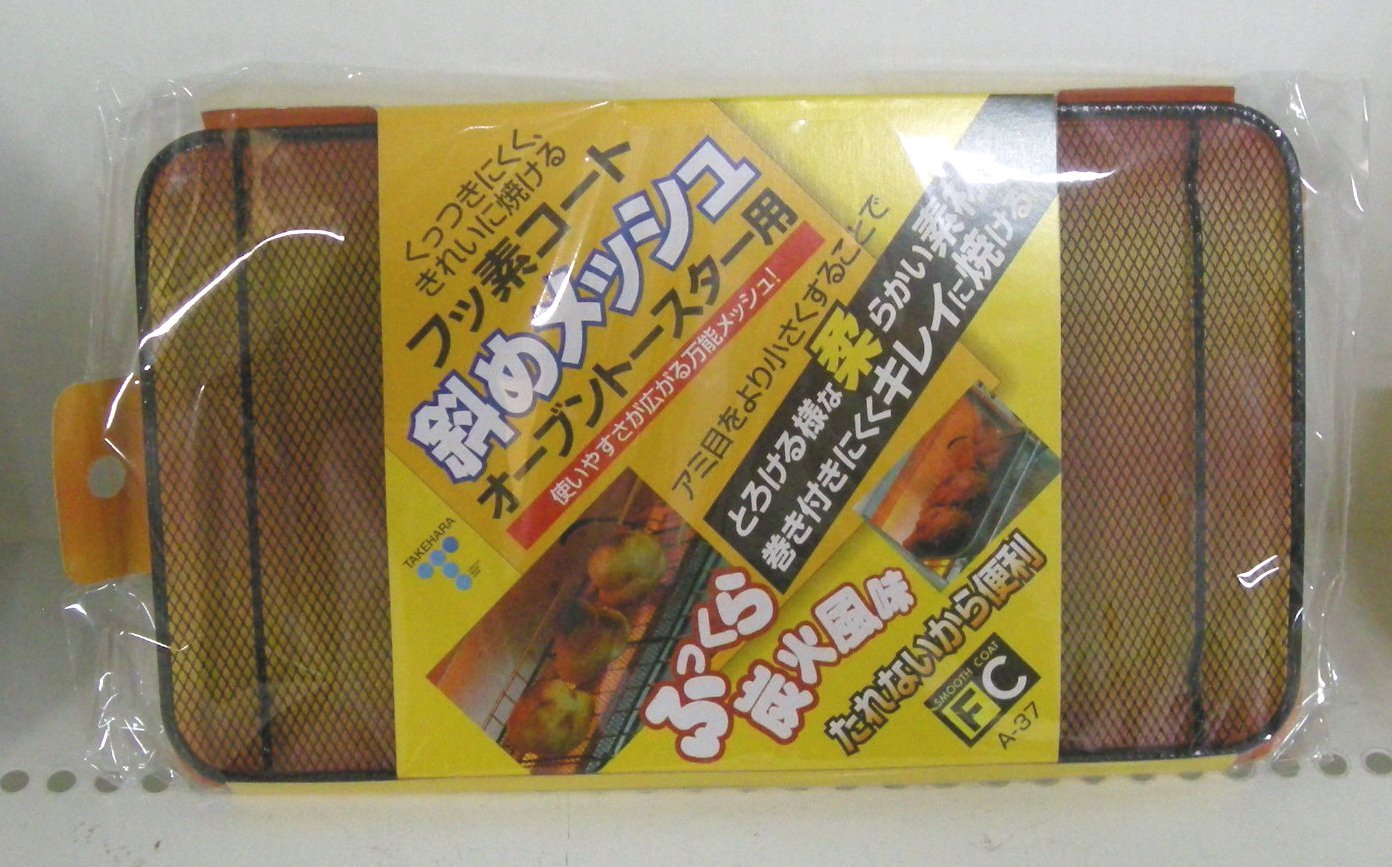 くっつきにくく、
きれいに焼ける
フッ素コート
斜めメッシュ
オーブントースター用
使いやすさが広がる万能メッシュ!
アミ目をより小さくすることで
とろける様な柔らかい素材
巻き付きにくくキレイに焼ける
TAKEHARA
ふっくら
炭火風味
たれないから便利
SMOOTH COAT
FC
A-37